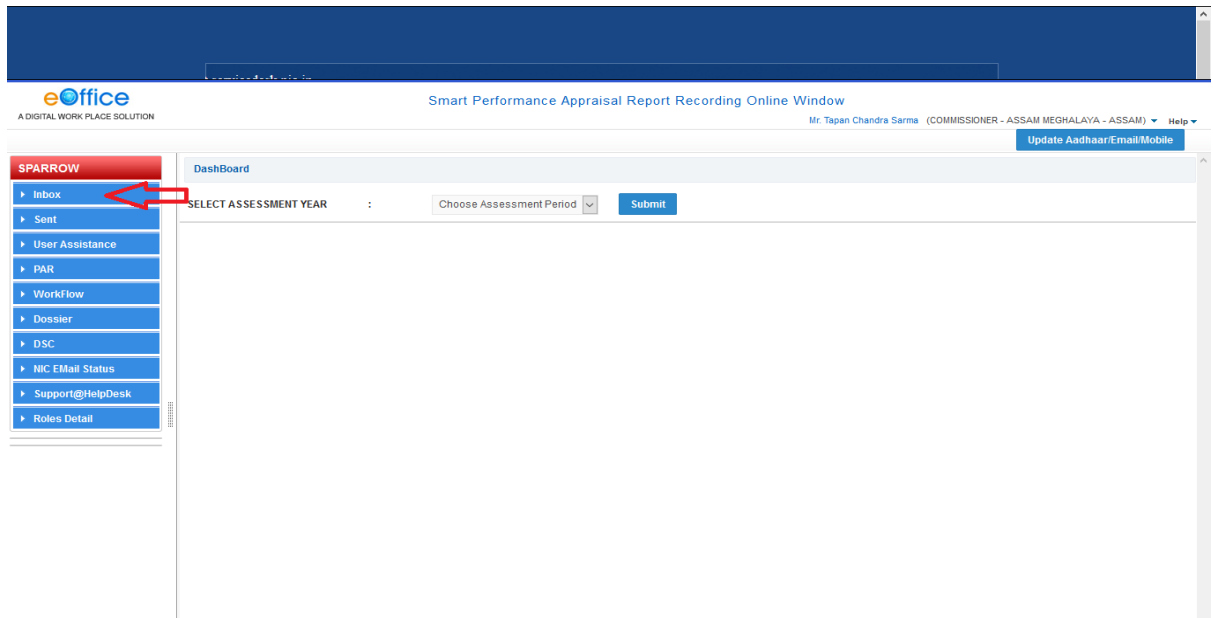 eOffice
A DIGITAL WORK PLACE SOLUTION
Smart Performance Appraisal Report Recording Online Window
Mr. Tapan Chandra Sarma (COMMISSIONER - ASSAM MEGHALAYA - ASSAM) Help
Update Aadhaar/Email/Mobile
SPARROW
Inbox
Sent
User Assistance
PAR
WorkFlow
Dossier
DSC
NIC EMail Status
Support@HelpDesk
Roles Detail
DashBoard
SELECT ASSESSMENT YEAR : Choose Assessment Period Submit